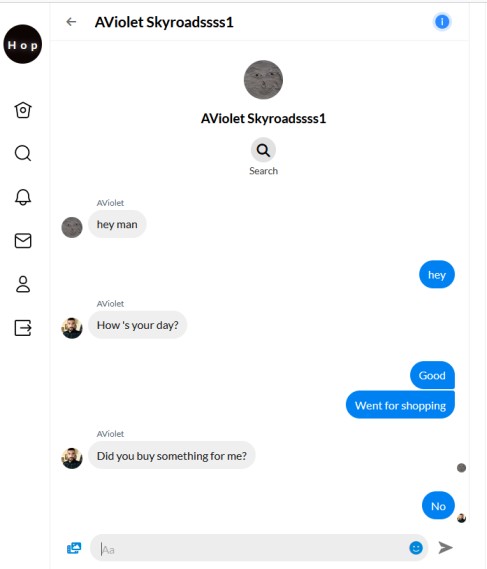 AViolet Skyroadssss1
i
Hop
AViolet Skyroadssss1
Search
AViolet
hey man
hey
AViolet
How 's your day?
Good
Went for shopping
AViolet
Did you buy something for me?
No
Aa